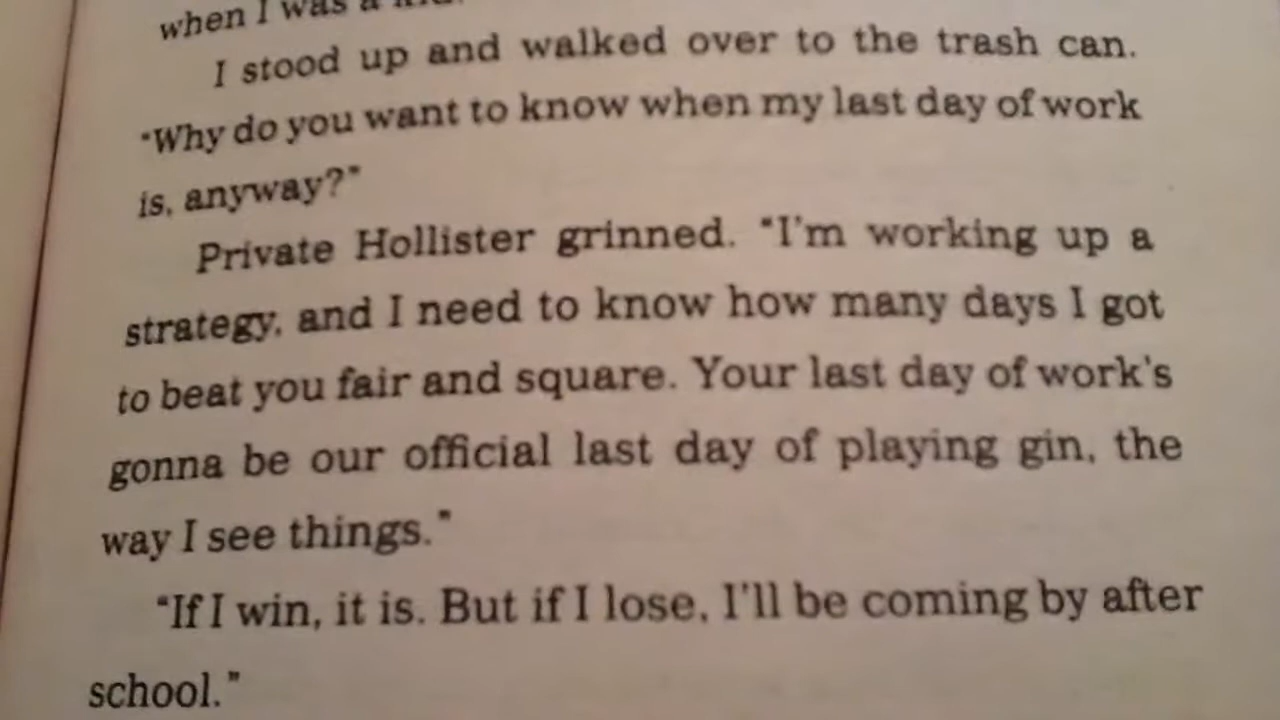 when I was a kid.
I stood up and walked over to the trash can.
"Why do you want to know when my last day of work
is, anyway?"
Private Hollister grinned. "I'm working up a
strategy, and I need to know how many days I got
to beat you fair and square. Your last day of work's
gonna be our official last day of playing gin, the
way I see things."
"If I win, it is. But if I lose, I'll be coming by after
school."